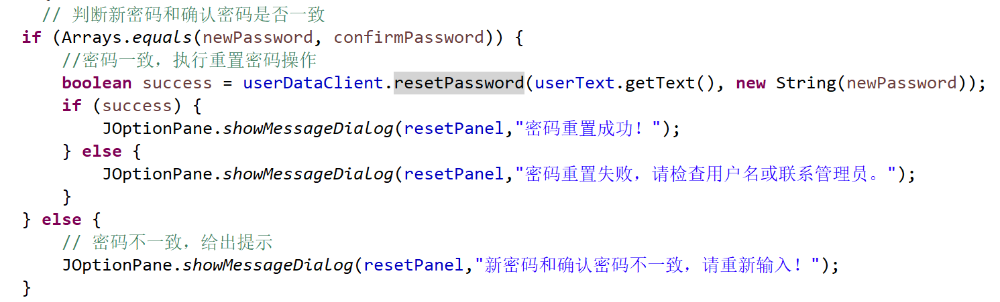 // 判断新密码和确认密码是否一致
if (Arrays.equals(newPassword, confirmPassword)) {
//密码一致，执行重置密码操作
boolean success = userDataClient.resetPassword(userText.getText(), new String(newPassword));
if (success) {
JOptionPane.showMessageDialog(resetPanel,"密码重置成功！");
} else {
JOptionPane.showMessageDialog(resetPanel,"密码重置失败，请检查用户名或联系管理员。");
}
} else {
// 密码不一致，给出提示
JOptionPane.showMessageDialog(resetPanel,"新密码和确认密码不一致，请重新输入！");
}